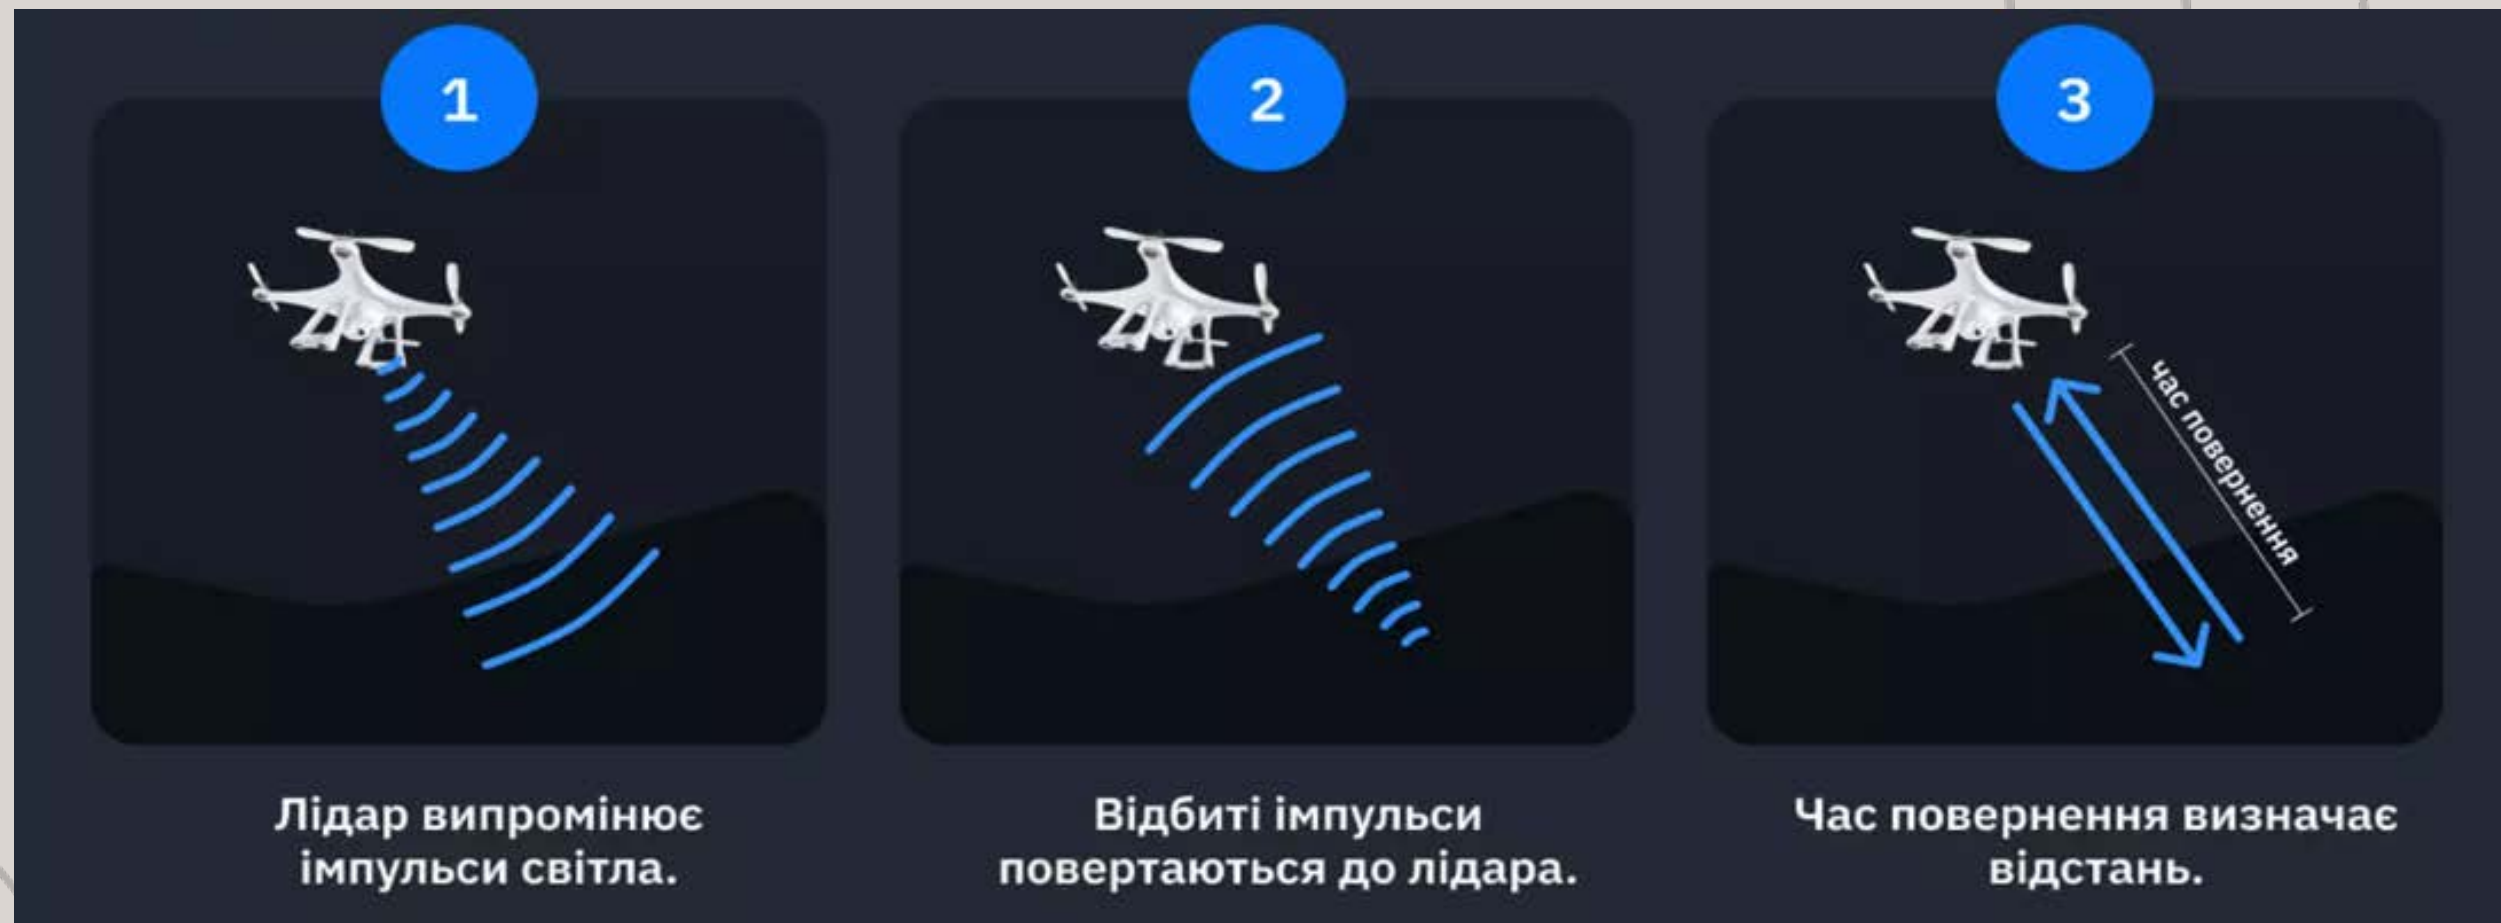 1
2
3
час повернення
Лідар випромінює
імпульси світла.
Відбиті імпульси
повертаються до лідара.
Час повернення визначає
відстань.